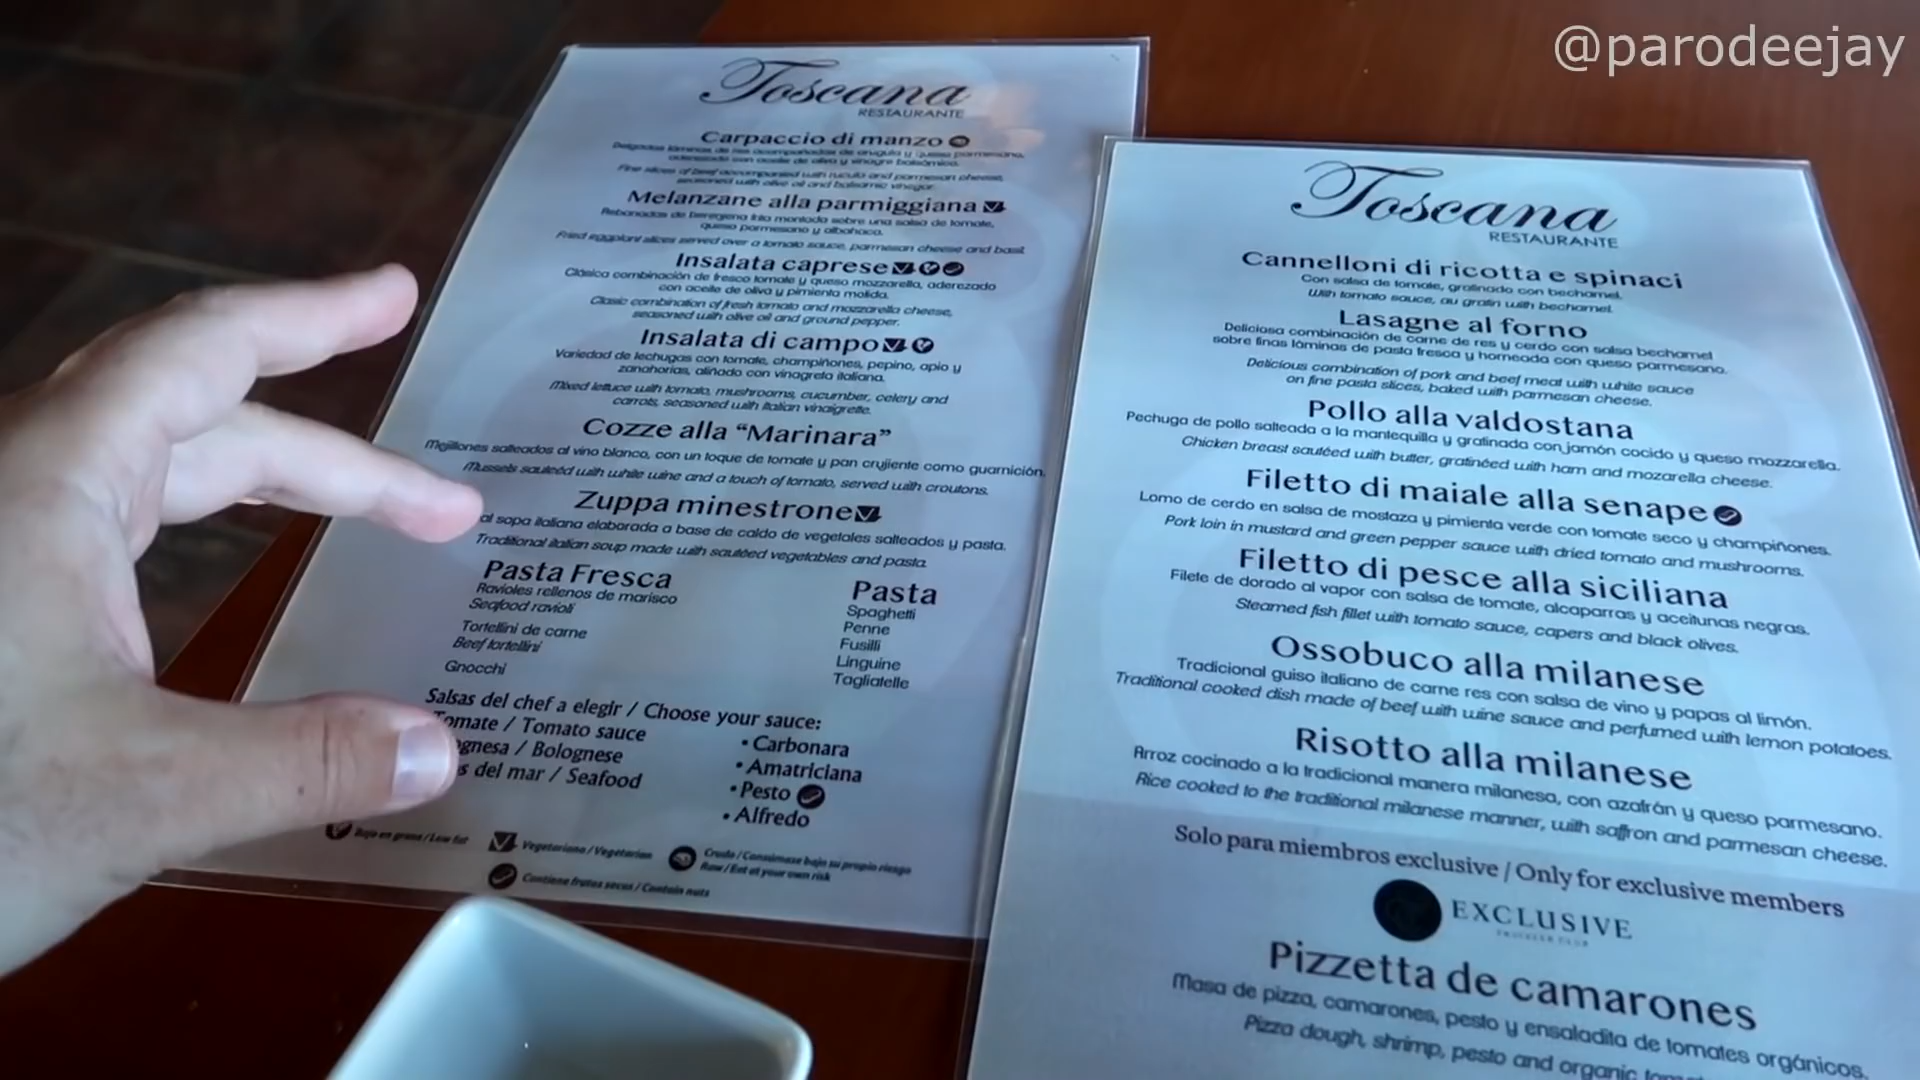 @parodeejay
Toscana
RESTAURANTE
Carpaccio di manzo
Delgadas láminas de res acompañadas de arugula y queso parmesano,
aderezado con aceite de oliva y vinagre balsámico.
Fine slices of beef accompanied with rucula and parmesan cheese,
seasoned with olive oil and balsamic vinegar.
Melanzane alla parmiggiana
Rebanadas de beregena frita montada sobre una salsa de tomate,
queso parmesano y albahaca.
Fried eggplant slices served over a tomato sauce, parmesan cheese and basil.
Insalata caprese
Clásica combinación de fresco tomate y queso mozzarella, aderezado
con aceite de oliva y pimienta molida.
Clasic combination of fresh tomato and mozzarella cheese,
seasoned with olive oil and ground pepper.
Insalata di campo
Variedad de lechugas con tomate, champiñones, pepino, apio y
zanahorias, aliñado con vinagreta italiana.
Mixed lettuce with tomato, mushrooms, cucumber, celery and
carrots, seasoned with italian vinaigrette.
Cozze alla “Marinara”
Mejillones salteados al vino blanco, con un toque de tomate y pan crujiente como guarnición.
Mussels sauteéd with white wine and a touch of tomato, served with croutons.
Zuppa minestrone
al sopa italiana elaborada a base de caldo de vegetales salteados y pasta.
Traditional italian soup made with sautéed vegetables and pasta.
Pasta Fresca
Ravioles rellenos de marisco
Seafood ravioli
Tortellini de carne
Beef tortellini
Gnocchi
Pasta
Spaghetti
Penne
Fusilli
Linguine
Tagliatelle
Salsas del chef a elegir / Choose your sauce:
Tomate / Tomato sauce
ognesa / Bolognese
s del mar / Seafood
• Carbonara
• Amatriciana
• Pesto
• Alfredo
Bajo en grasa / Low fat
Vegetariano / Vegetarian
Crudo / Consúmase bajo su propio riesgo
Raw / Eat at your own risk
Contiene frutos secos / Contain nuts
Toscana
RESTAURANTE
Cannelloni di ricotta e spinaci
Con salsa de tomate, gratinado con bechamel.
With tomato sauce, au gratin with bechamel.
Lasagne al forno
Deliciosa combinación de carne de res y cerdo con salsa bechamel
sobre finas láminas de pasta fresca y horneada con queso parmesano.
Delicious combination of pork and beef meat with white sauce
on fine pasta slices, baked with parmesan cheese.
Pollo alla valdostana
Pechuga de pollo salteada a la mantequilla y gratinada con jamón cocido y queso mozzarella.
Chicken breast sautéed with butter, gratinéed with ham and mozarella cheese.
Filetto di maiale alla senape
Lomo de cerdo en salsa de mostaza y pimienta verde con tomate seco y champiñones.
Pork loin in mustard and green pepper sauce with dried tomato and mushrooms.
Filetto di pesce alla siciliana
Filete de dorado al vapor con salsa de tomate, alcaparras y aceitunas negras.
Steamed fish fillet with tomato sauce, capers and black olives.
Ossobuco alla milanese
Tradicional guiso italiano de carne res con salsa de vino y papas al limón.
Traditional cooked dish made of beef with wine sauce and perfumed with lemon potatoes.
Risotto alla milanese
Arroz cocinado a la tradicional manera milanesa, con azafrán y queso parmesano.
Rice cooked to the traditional milanese manner, with saffron and parmesan cheese.
Solo para miembros exclusive / Only for exclusive members
EXCLUSIVE
Pizzetta de camarones
Masa de pizza, camarones, pesto y ensaladita de tomates orgánicos.
Pizza dough, shrimp, pesto and organic